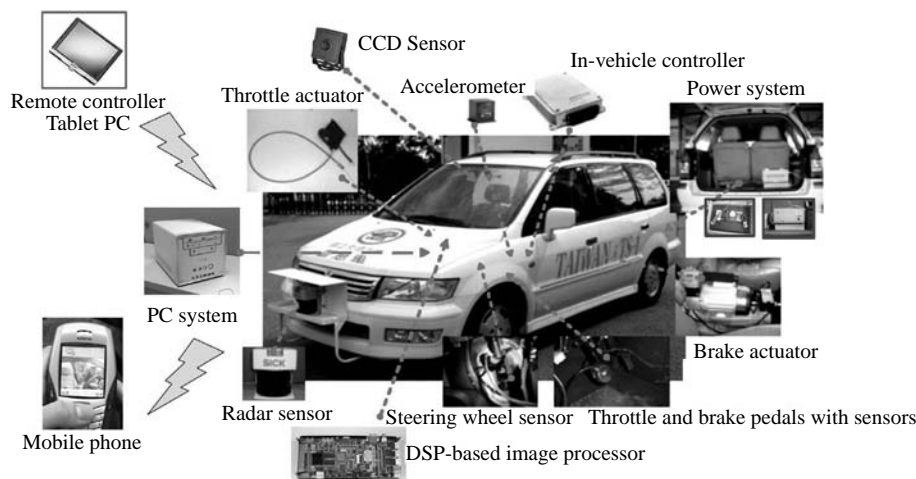 CCD Sensor
In-vehicle controller
Accelerometer
Power system
Remote controller
Tablet PC
Throttle actuator
TAIWAN iTS-1
PC system
SICK
Brake actuator
Radar sensor
Steering wheel sensor
Throttle and brake pedals with sensors
Mobile phone
DSP-based image processor